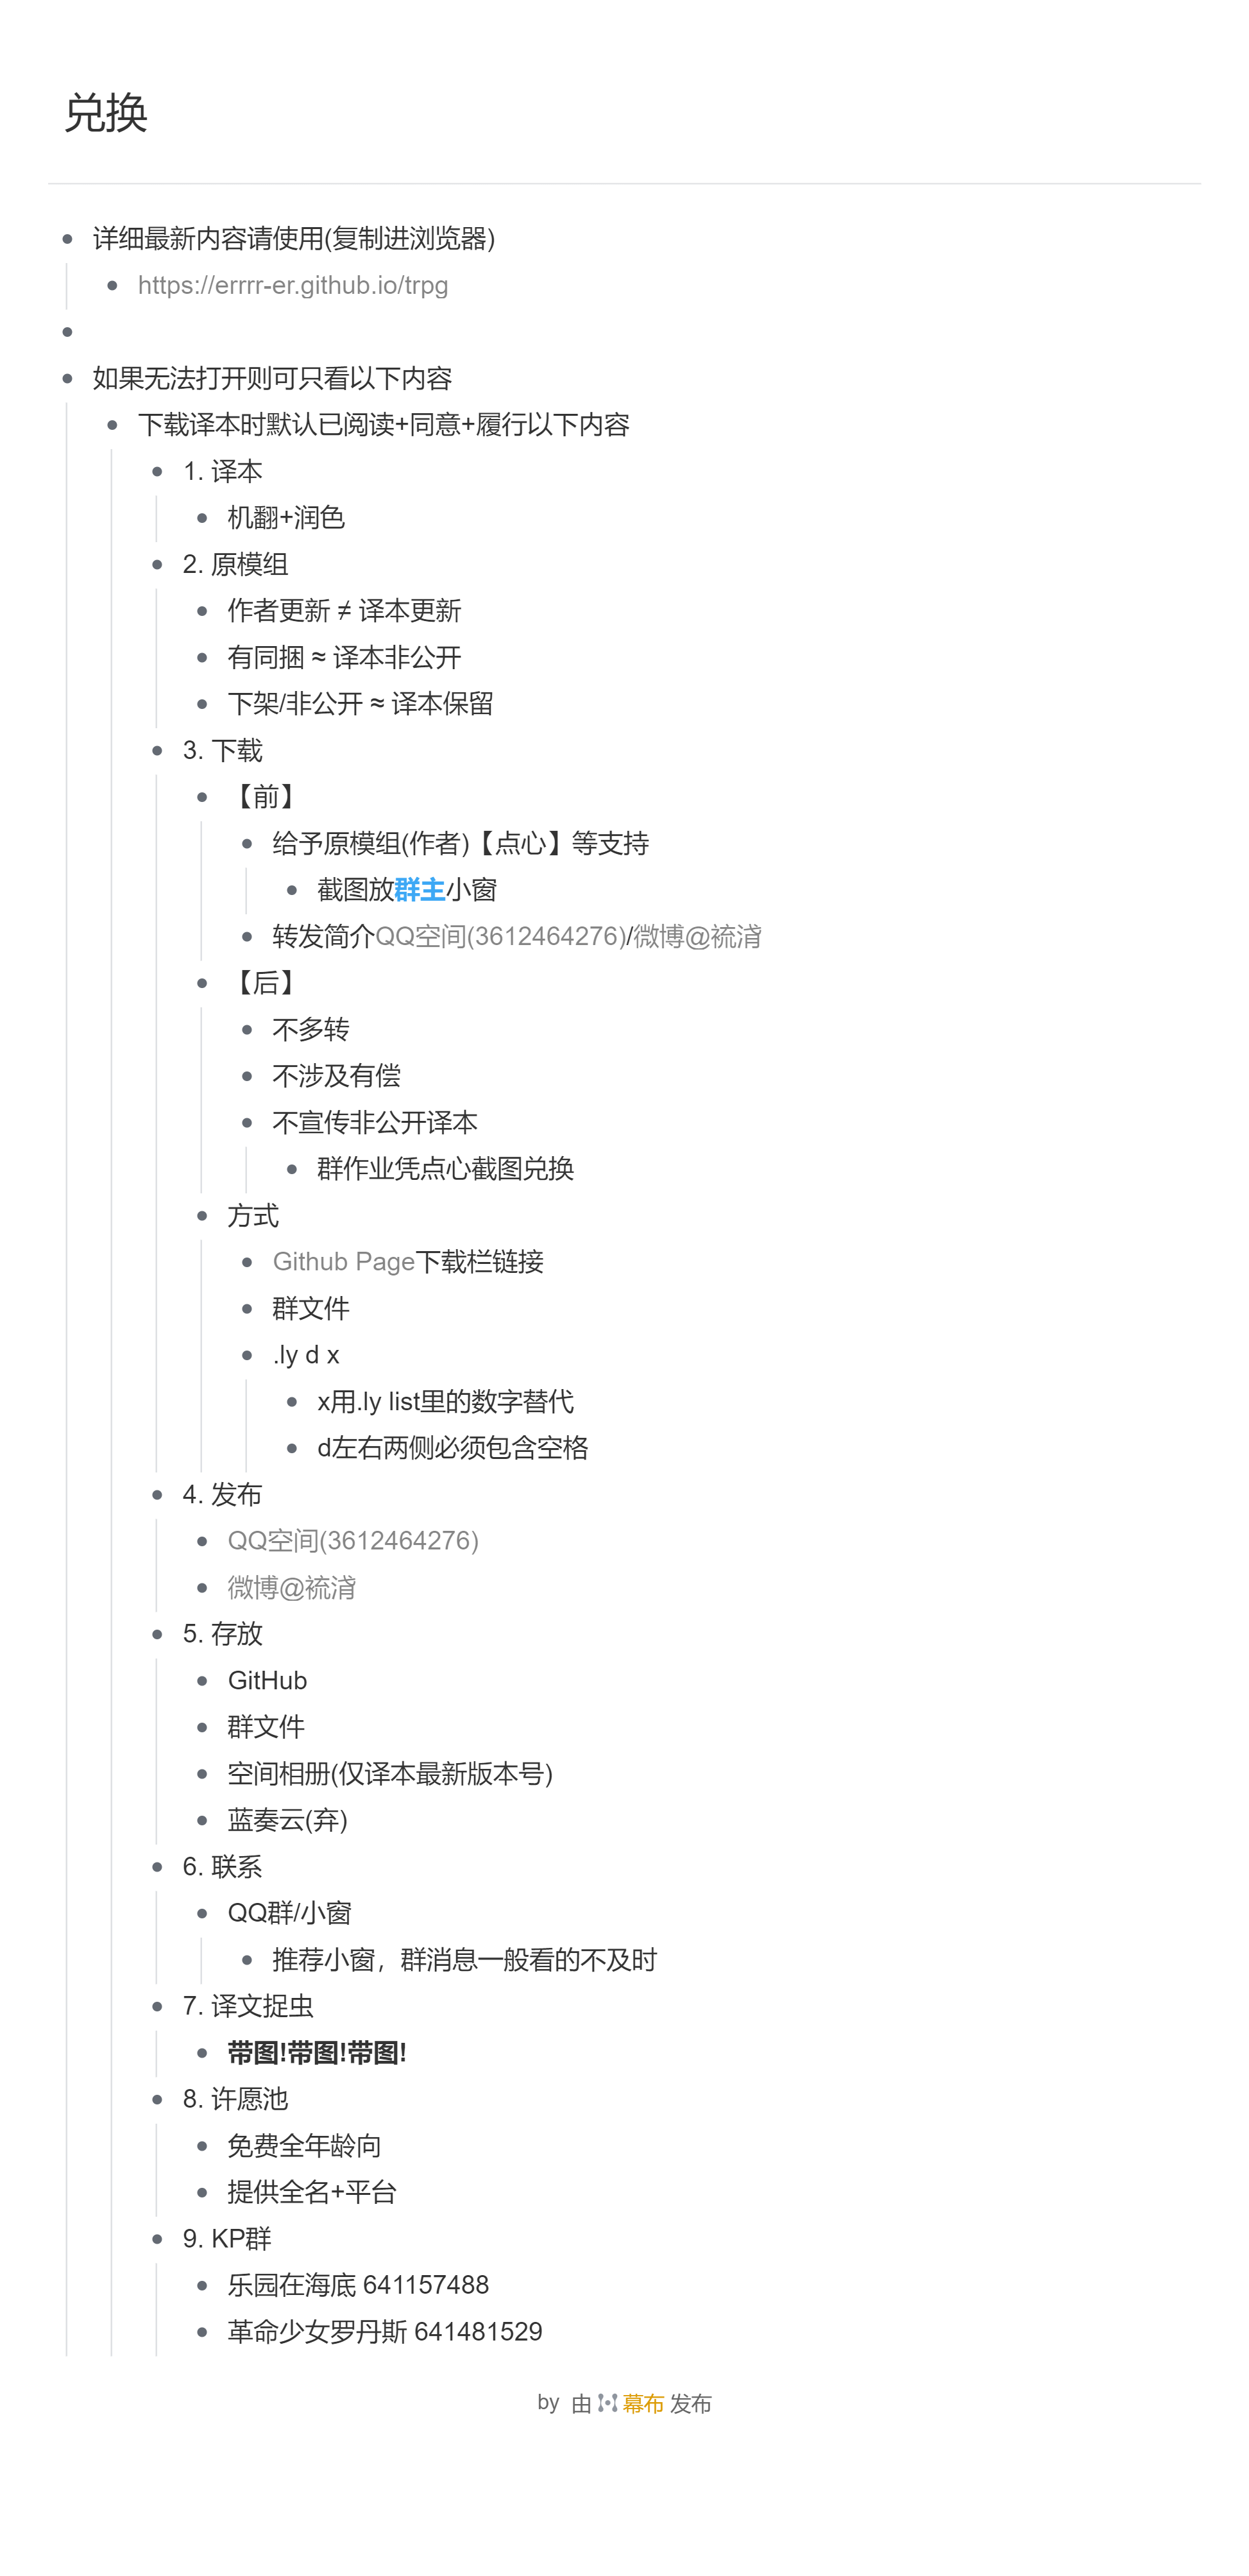 兑换
详细最新内容请使用(复制进浏览器)
https://errrr-er.github.io/trpg
如果无法打开则可只看以下内容
下载译本时默认已阅读+同意+履行以下内容
1. 译本
机翻+润色
2. 原模组
作者更新 ≠ 译本更新
有同捆 ≈ 译本非公开
下架/非公开 ≈ 译本保留
3. 下载
【前】
给予原模组(作者)【点心】等支持
截图放群主小窗
转发简介QQ空间(3612464276)/微博@裗渻
【后】
不多转
不涉及有偿
不宣传非公开译本
群作业凭点心截图兑换
方式
Github Page下载栏链接
群文件
.ly d x
x用.ly list里的数字替代
d左右两侧必须包含空格
4. 发布
QQ空间(3612464276)
微博@裗渻
5. 存放
GitHub
群文件
空间相册(仅译本最新版本号)
蓝奏云(弃)
6. 联系
QQ群/小窗
推荐小窗，群消息一般看的不及时
7. 译文捉虫
带图!带图!带图!
8. 许愿池
免费全年龄向
提供全名+平台
9. KP群
乐园在海底 641157488
革命少女罗丹斯 641481529
by 由 幕布 发布